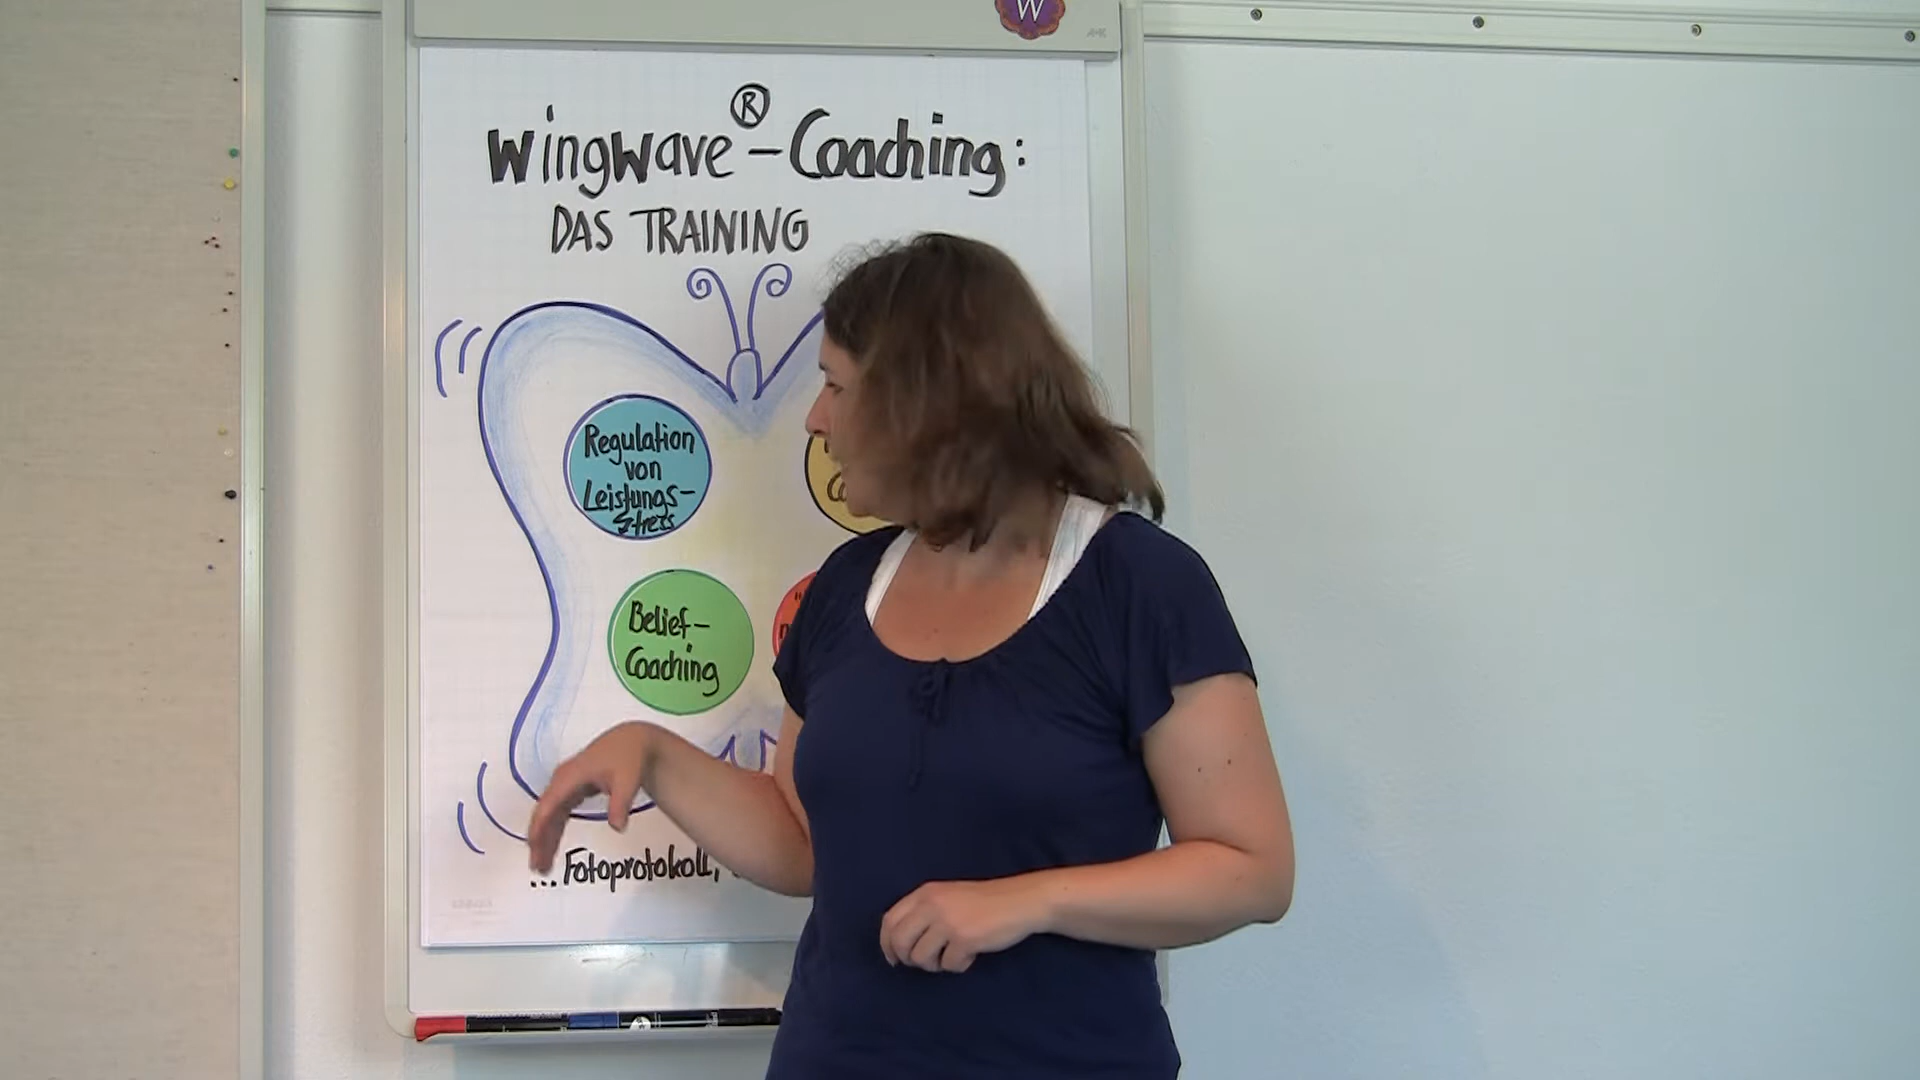 W
wingwave®-Coaching:
DAS TRAINING
Regulation
von
Leistungs-
stress
Belief-
Coaching
... Fotoprotokoll,